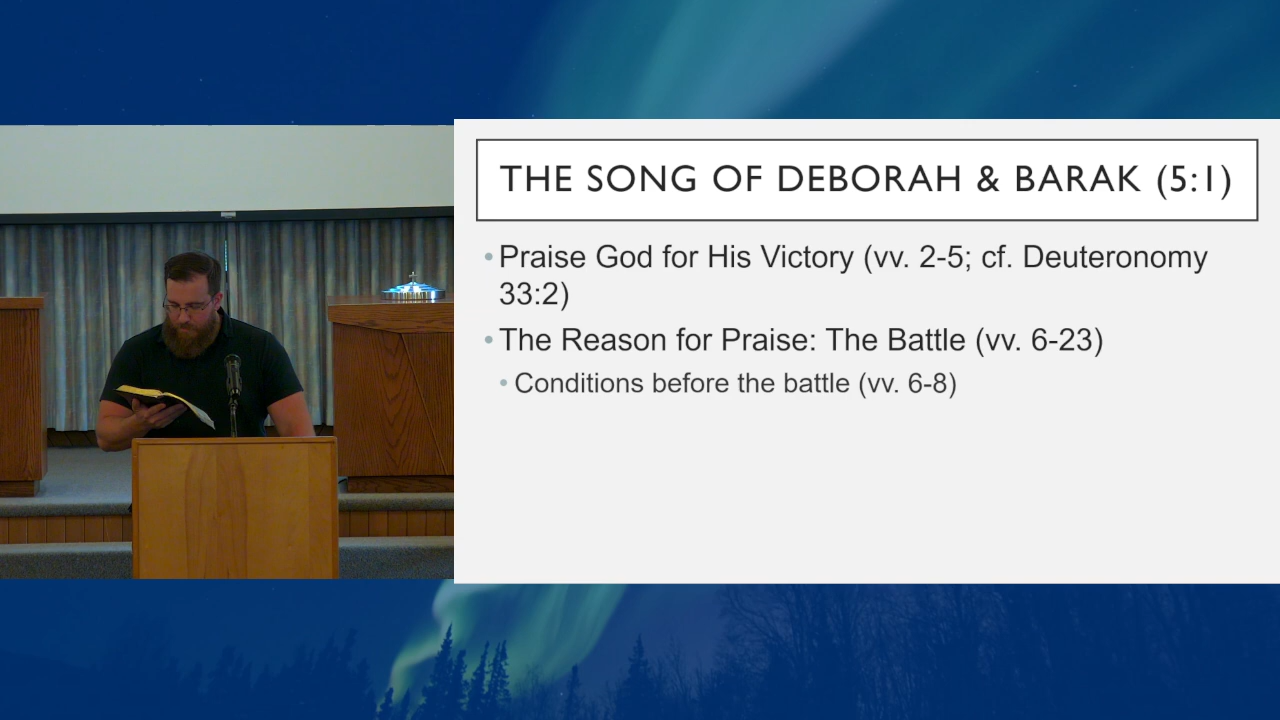 THE SONG OF DEBORAH & BARAK (5:1)
•Praise God for His Victory (vv. 2-5; cf. Deuteronomy
33:2)
•The Reason for Praise: The Battle (vv. 6-23)
•Conditions before the battle (vv. 6-8)